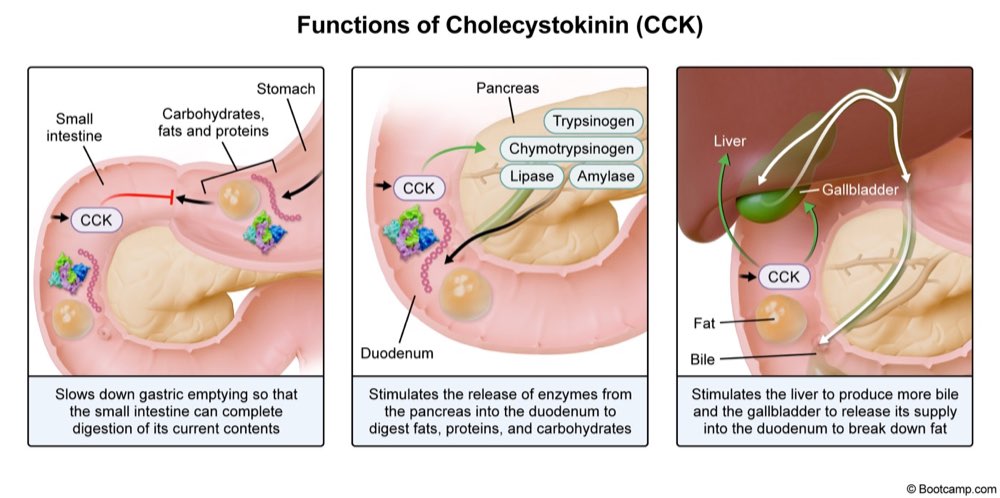 Functions of Cholecystokinin (CCK)
Stomach
Carbohydrates,
fats and proteins
Small
intestine
CCK
Slows down gastric emptying so that
the small intestine can complete
digestion of its current contents
Pancreas
Trypsinogen
Chymotrypsinogen
Lipase
Amylase
CCK
Duodenum
Stimulates the release of enzymes from
the pancreas into the duodenum to
digest fats, proteins, and carbohydrates
Liver
Gallbladder
CCK
Fat
Bile
Stimulates the liver to produce more bile
and the gallbladder to release its supply
into the duodenum to break down fat
© Bootcamp.com